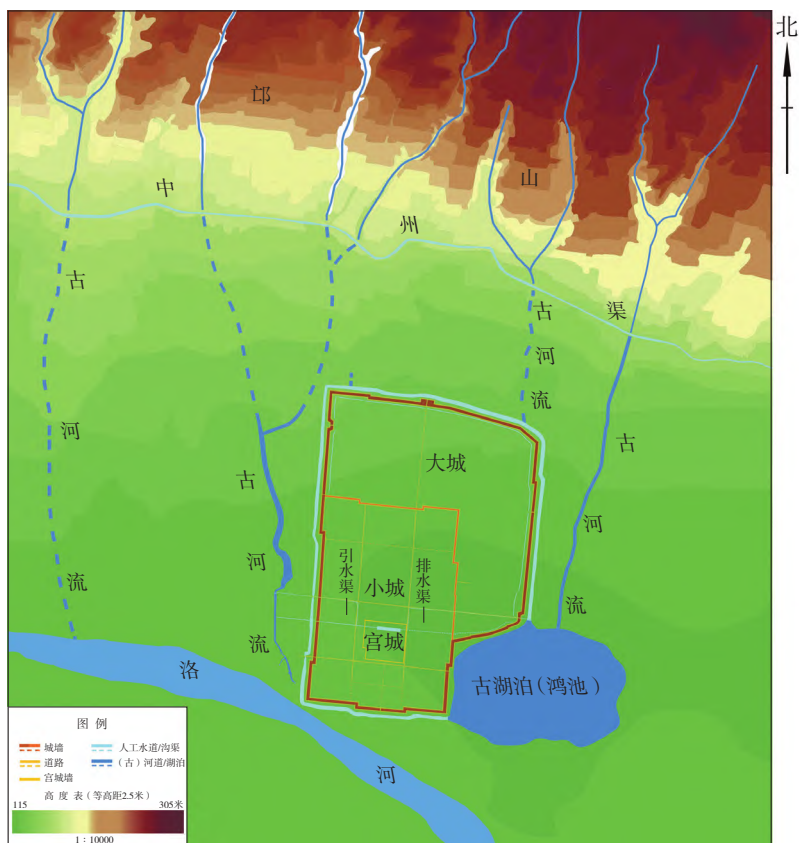 北
邙
山
中
州
渠
古
河
流
古
河
流
古
河
流
古
河
流
大城
引水渠
小城
排水渠
宫城
古湖泊（鸿池）
洛
河
图 例
城墙
人工水道/沟渠
道路
（古）河道/湖泊
宫城墙
高 度 表（等高距2.5米）
115
305米
1：10000